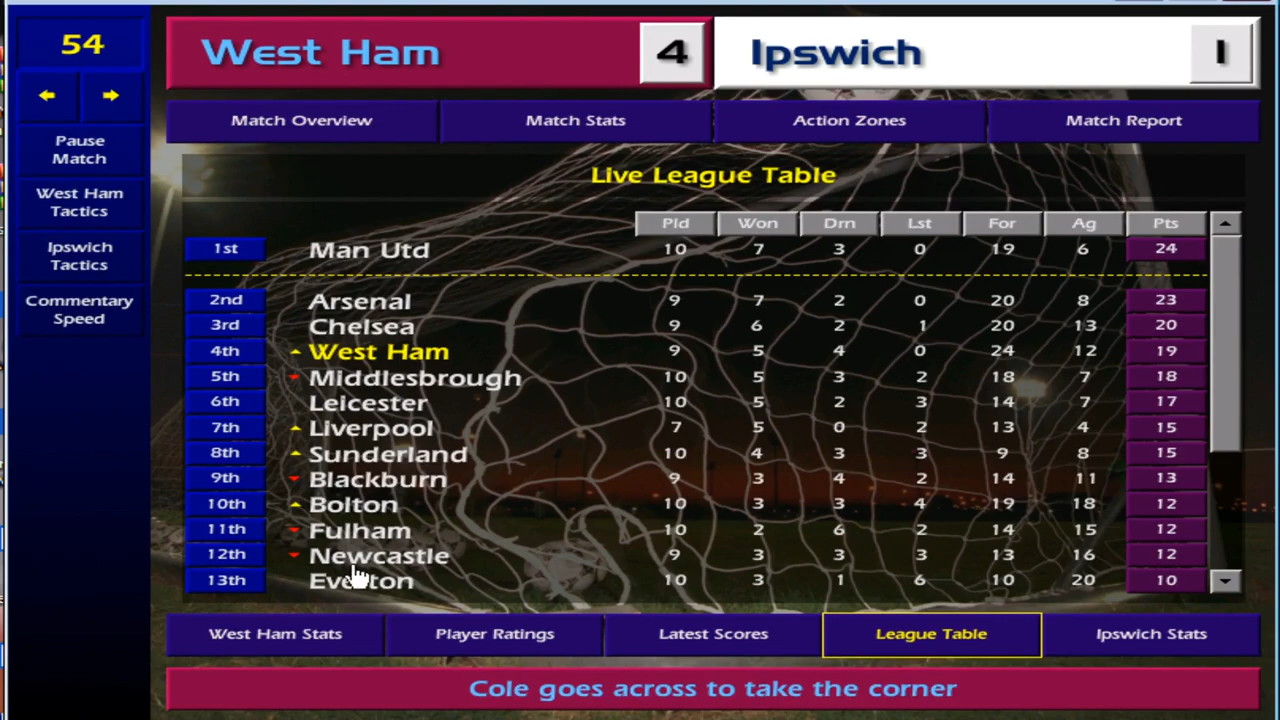 54
West Ham 4 Ipswich 1
Match Overview Match Stats Action Zones Match Report
Pause
Match
West Ham
Tactics
Ipswich
Tactics
Commentary
Speed
Live League Table
Pld Won Drn Lst For Ag Pts
1st Man Utd 10 7 3 0 19 6 24
2nd Arsenal 9 7 2 0 20 8 23
3rd Chelsea 9 6 2 1 20 13 20
4th West Ham 9 5 4 0 24 12 19
5th Middlesbrough 10 5 3 2 18 7 18
6th Leicester 10 5 2 3 14 7 17
7th Liverpool 7 5 0 2 13 4 15
8th Sunderland 10 4 3 3 9 8 15
9th Blackburn 9 3 4 2 14 11 13
10th Bolton 10 3 3 4 19 18 12
11th Fulham 10 2 6 2 14 15 12
12th Newcastle 9 3 3 3 13 16 12
13th Everton 10 3 1 6 10 20 10
West Ham Stats Player Ratings Latest Scores League Table Ipswich Stats
Cole goes across to take the corner